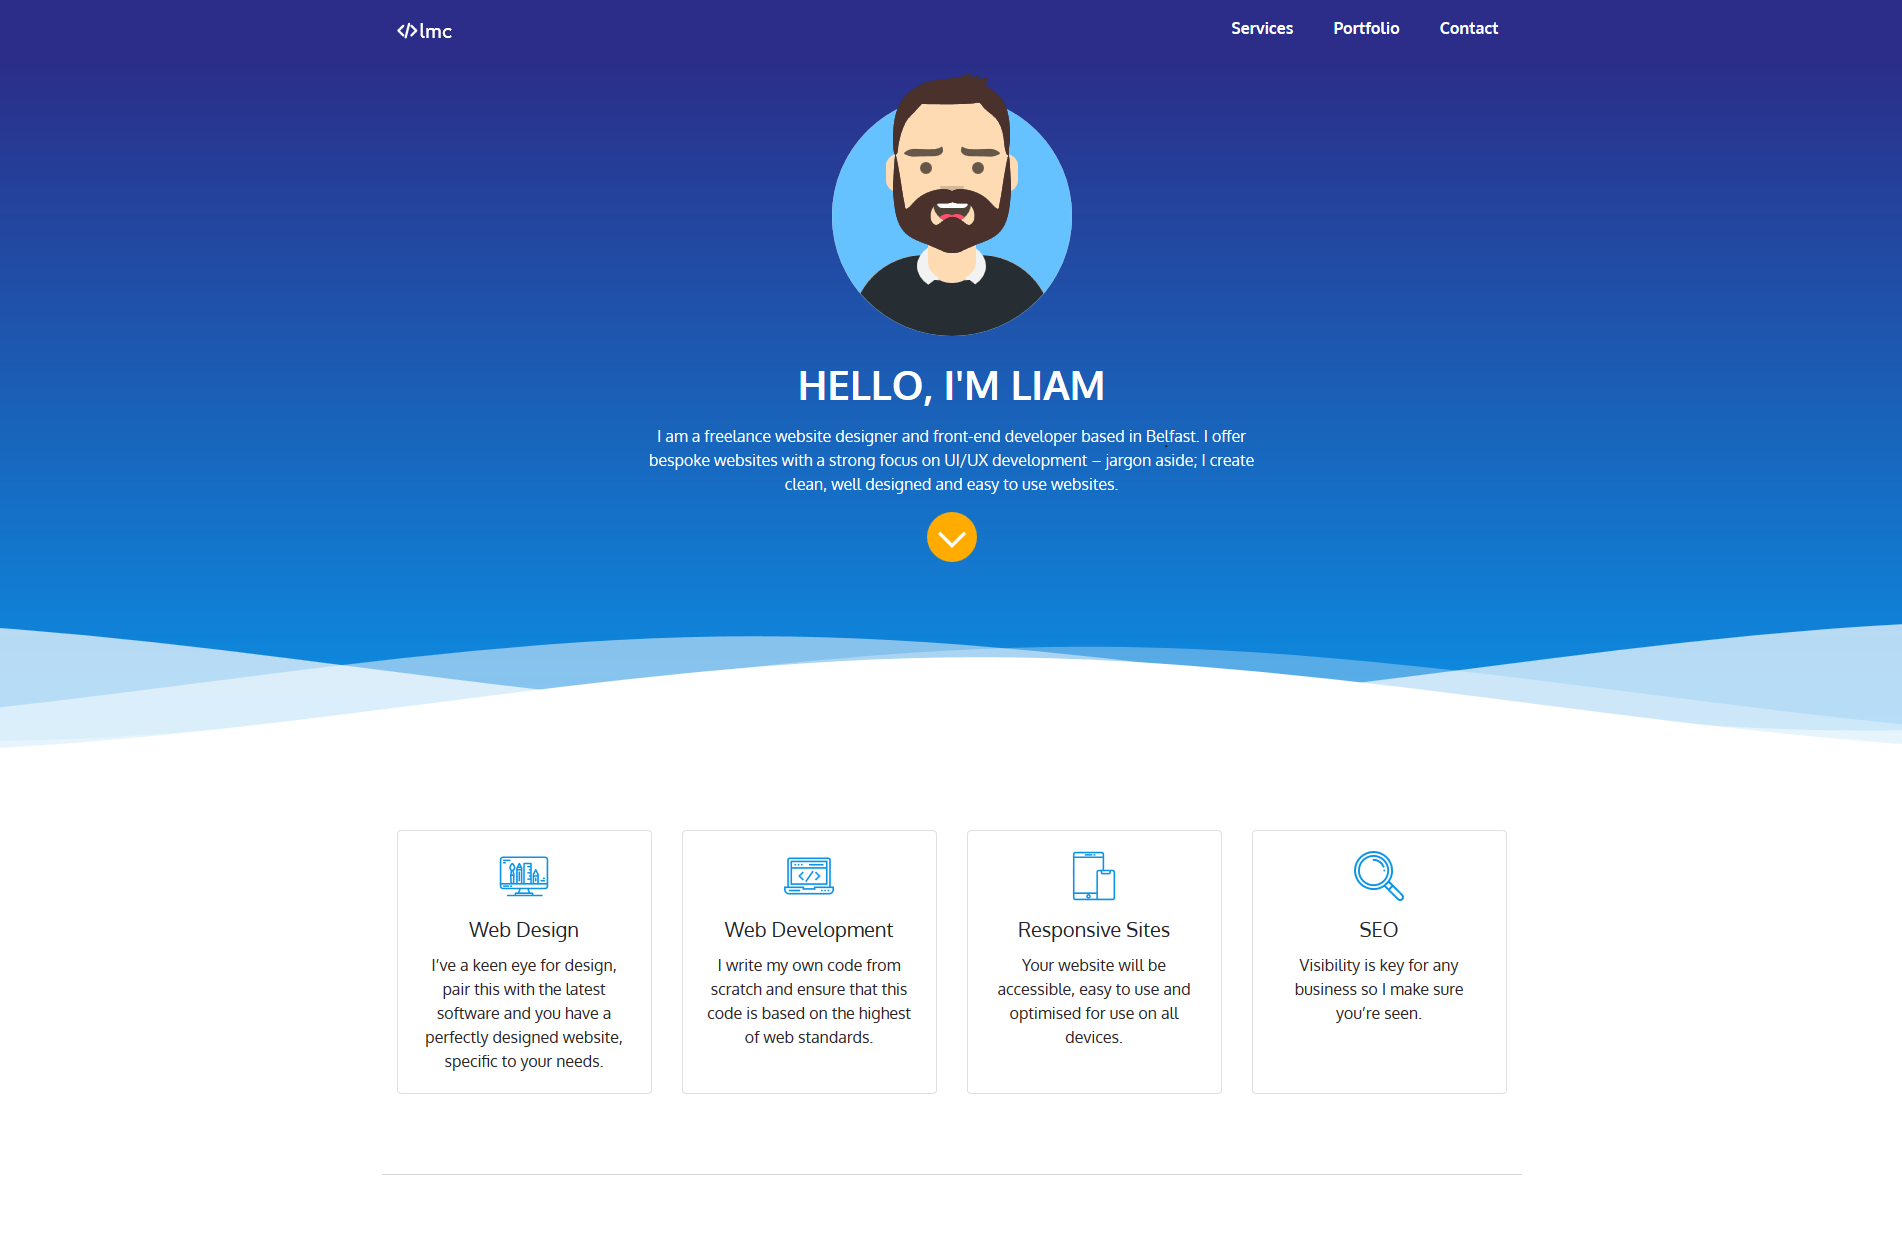 </>lmc
Services
Portfolio
Contact
HELLO, I'M LIAM
I am a freelance website designer and front-end developer based in Belfast. I offer
bespoke websites with a strong focus on UI/UX development – jargon aside; I create
clean, well designed and easy to use websites.
Web Design
I’ve a keen eye for design,
pair this with the latest
software and you have a
perfectly designed website,
specific to your needs.
Web Development
I write my own code from
scratch and ensure that this
code is based on the highest
of web standards.
Responsive Sites
Your website will be
accessible, easy to use and
optimised for use on all
devices.
SEO
Visibility is key for any
business so I make sure
you’re seen.